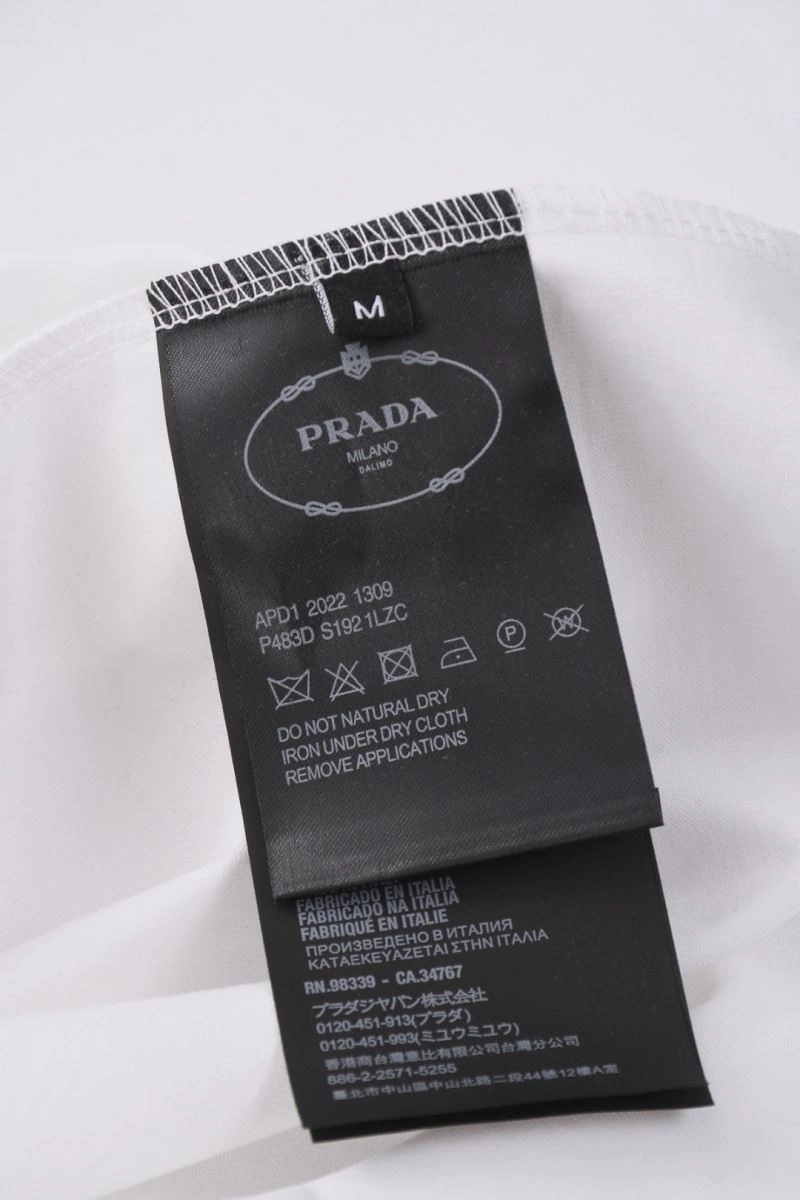 M
PRADA
MILANO
DALIMO
APD1 2022 1309
P483D S192 1LZC
DO NOT NATURAL DRY
IRON UNDER DRY CLOTH
REMOVE APPLICATIONS
FABRICADO EN ITALIA
FABRICADO NA ITALIA
FABRIQUÉ EN ITALIE
ПРОИЗВЕДЕНО В ИТАЛИЯ
ΚΑΤΑΕΚΕΥΑΖΕΤΑΙ ΣΤΗΝ ΙΤΑΛΙΑ
RN.98339 - CA.34767
プラダジャパン株式会社
0120-451-913(プラダ)
0120-451-993(ミユウミユウ)
香港商台灣意比有限公司台灣分公司
886-2-2571-5255
臺北市中山區中山北路二段44號12樓A室